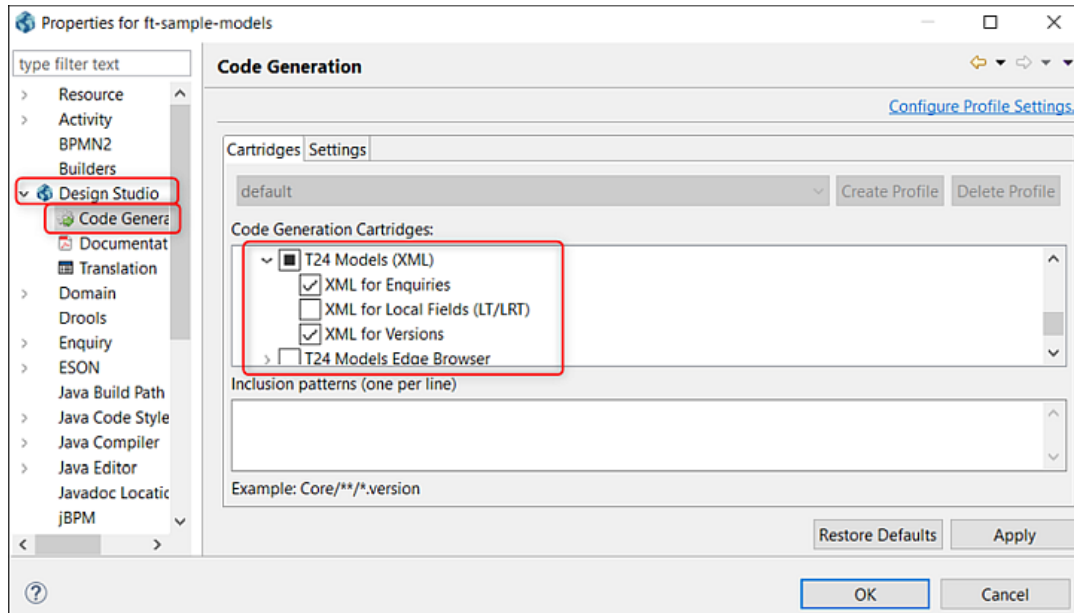 Properties for ft-sample-models
type filter text
Resource
Activity
BPMN2
Builders
Design Studio
Code Genera
Documentat
Translation
Domain
Drools
Enquiry
ESON
Java Build Path
Java Code Style
Java Compiler
Java Editor
Javadoc Locatic
jBPM
Code Generation
Configure Profile Settings.
Cartridges Settings
default Create Profile Delete Profile
Code Generation Cartridges:
T24 Models (XML)
XML for Enquiries
XML for Local Fields (LT/LRT)
XML for Versions
T24 Models Edge Browser
Inclusion patterns (one per line)
Example: Core/**/*.version
Restore Defaults Apply
OK Cancel